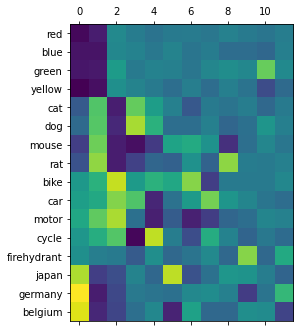 0 2 4 6 8 10
red
blue
green
yellow
cat
dog
mouse
rat
bike
car
motor
cycle
firehydrant
japan
germany
belgium